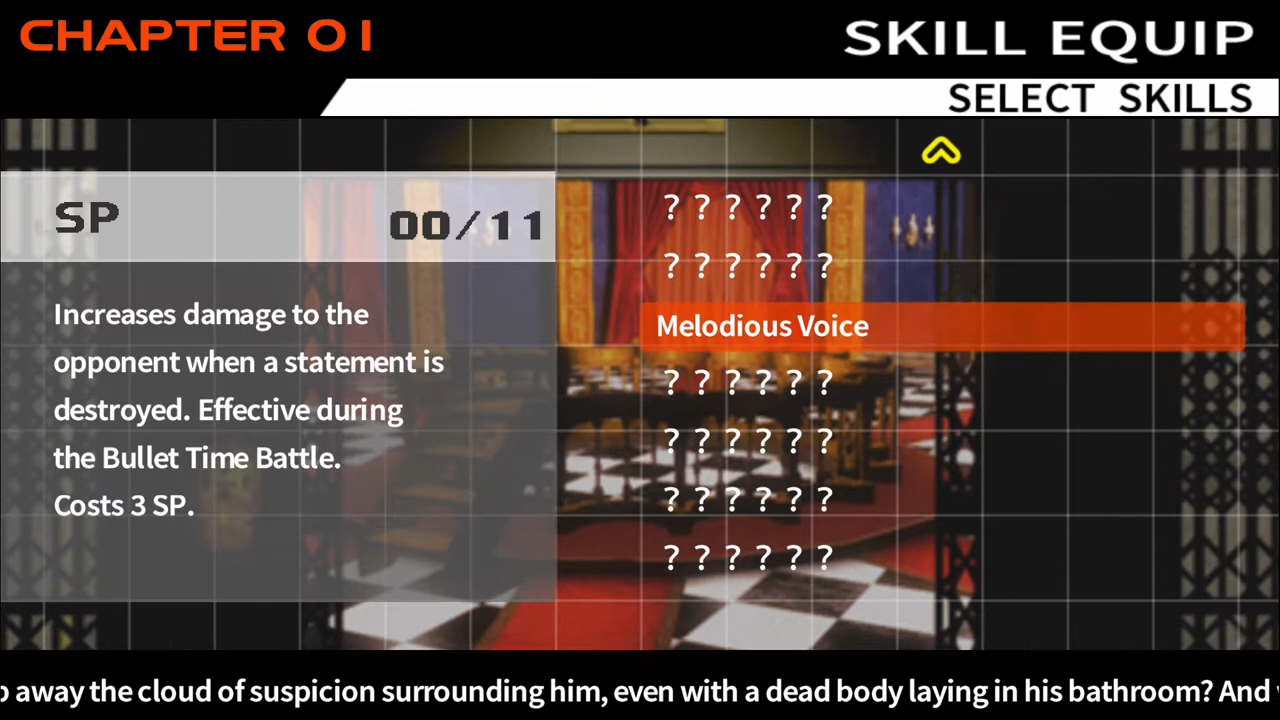 CHAPTER 01
SKILL EQUIP
SELECT SKILLS
SP 00/11
Increases damage to the
opponent when a statement is
destroyed. Effective during
the Bullet Time Battle.
Costs 3 SP.
? ? ? ? ? ?
? ? ? ? ? ?
Melodious Voice
? ? ? ? ? ?
? ? ? ? ? ?
? ? ? ? ? ?
? ? ? ? ? ?
away the cloud of suspicion surrounding him, even with a dead body laying in his bathroom? And